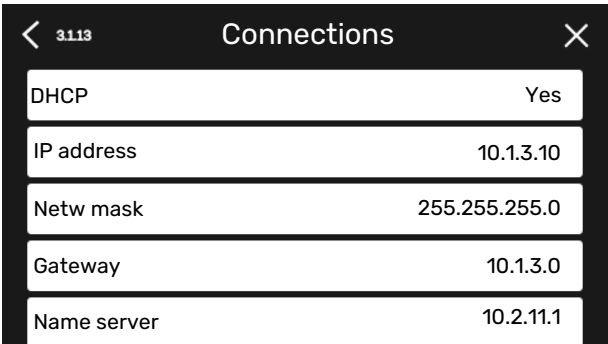 3.1.13 Connections
DHCP Yes
IP address 10.1.3.10
Netw mask 255.255.255.0
Gateway 10.1.3.0
Name server 10.2.11.1